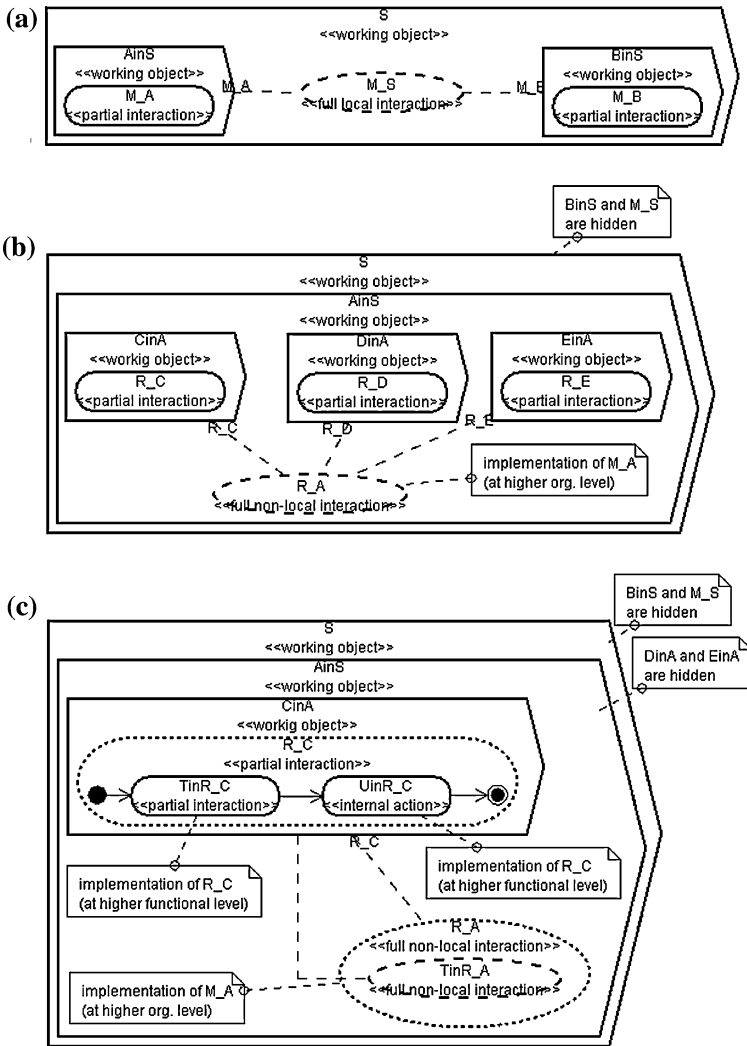 (a)
S
<<working object>>
AinS
<<working object>>
M_A
<<partial interaction>>
M_A
M_S
<<full local interaction>>
M_B
BinS
<<working object>>
M_B
<<partial interaction>>
(b)
BinS and M_S
are hidden
S
<<working object>>
AinS
<<working object>>
CinA
<<workig object>>
R_C
<<partial interaction>>
DinA
<<working object>>
R_D
<<partial interaction>>
EinA
<<working object>>
R_E
<<partial interaction>>
R_C
R_D
R_E
R_A
<<full non-local interaction>>
implementation of M_A
(at higher org. level)
(c)
BinS and M_S
are hidden
DinA and EinA
are hidden
S
<<working object>>
AinS
<<working object>>
CinA
<<workig object>>
R_C
<<partial interaction>>
TinR_C
<<partial interaction>>
UinR_C
<<internal action>>
R_C
implementation of R_C
(at higher functional level)
implementation of R_C
(at higher functional level)
R_A
<<full non-local interaction>>
TinR_A
<<full non-local interaction>>
implementation of M_A
(at higher org. level)